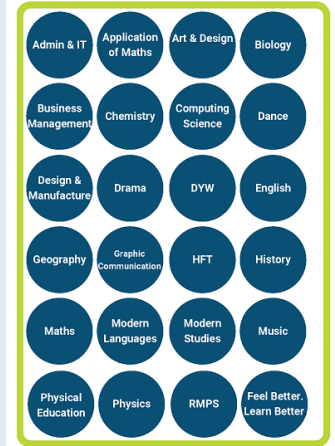 Admin & IT
Application
of Maths
Art & Design
Biology
Business
Management
Chemistry
Computing
Science
Dance
Design &
Manufacture
Drama
DYW
English
Geography
Graphic
Communication
HFT
History
Maths
Modern
Languages
Modern
Studies
Music
Physical
Education
Physics
RMPS
Feel Better.
Learn Better